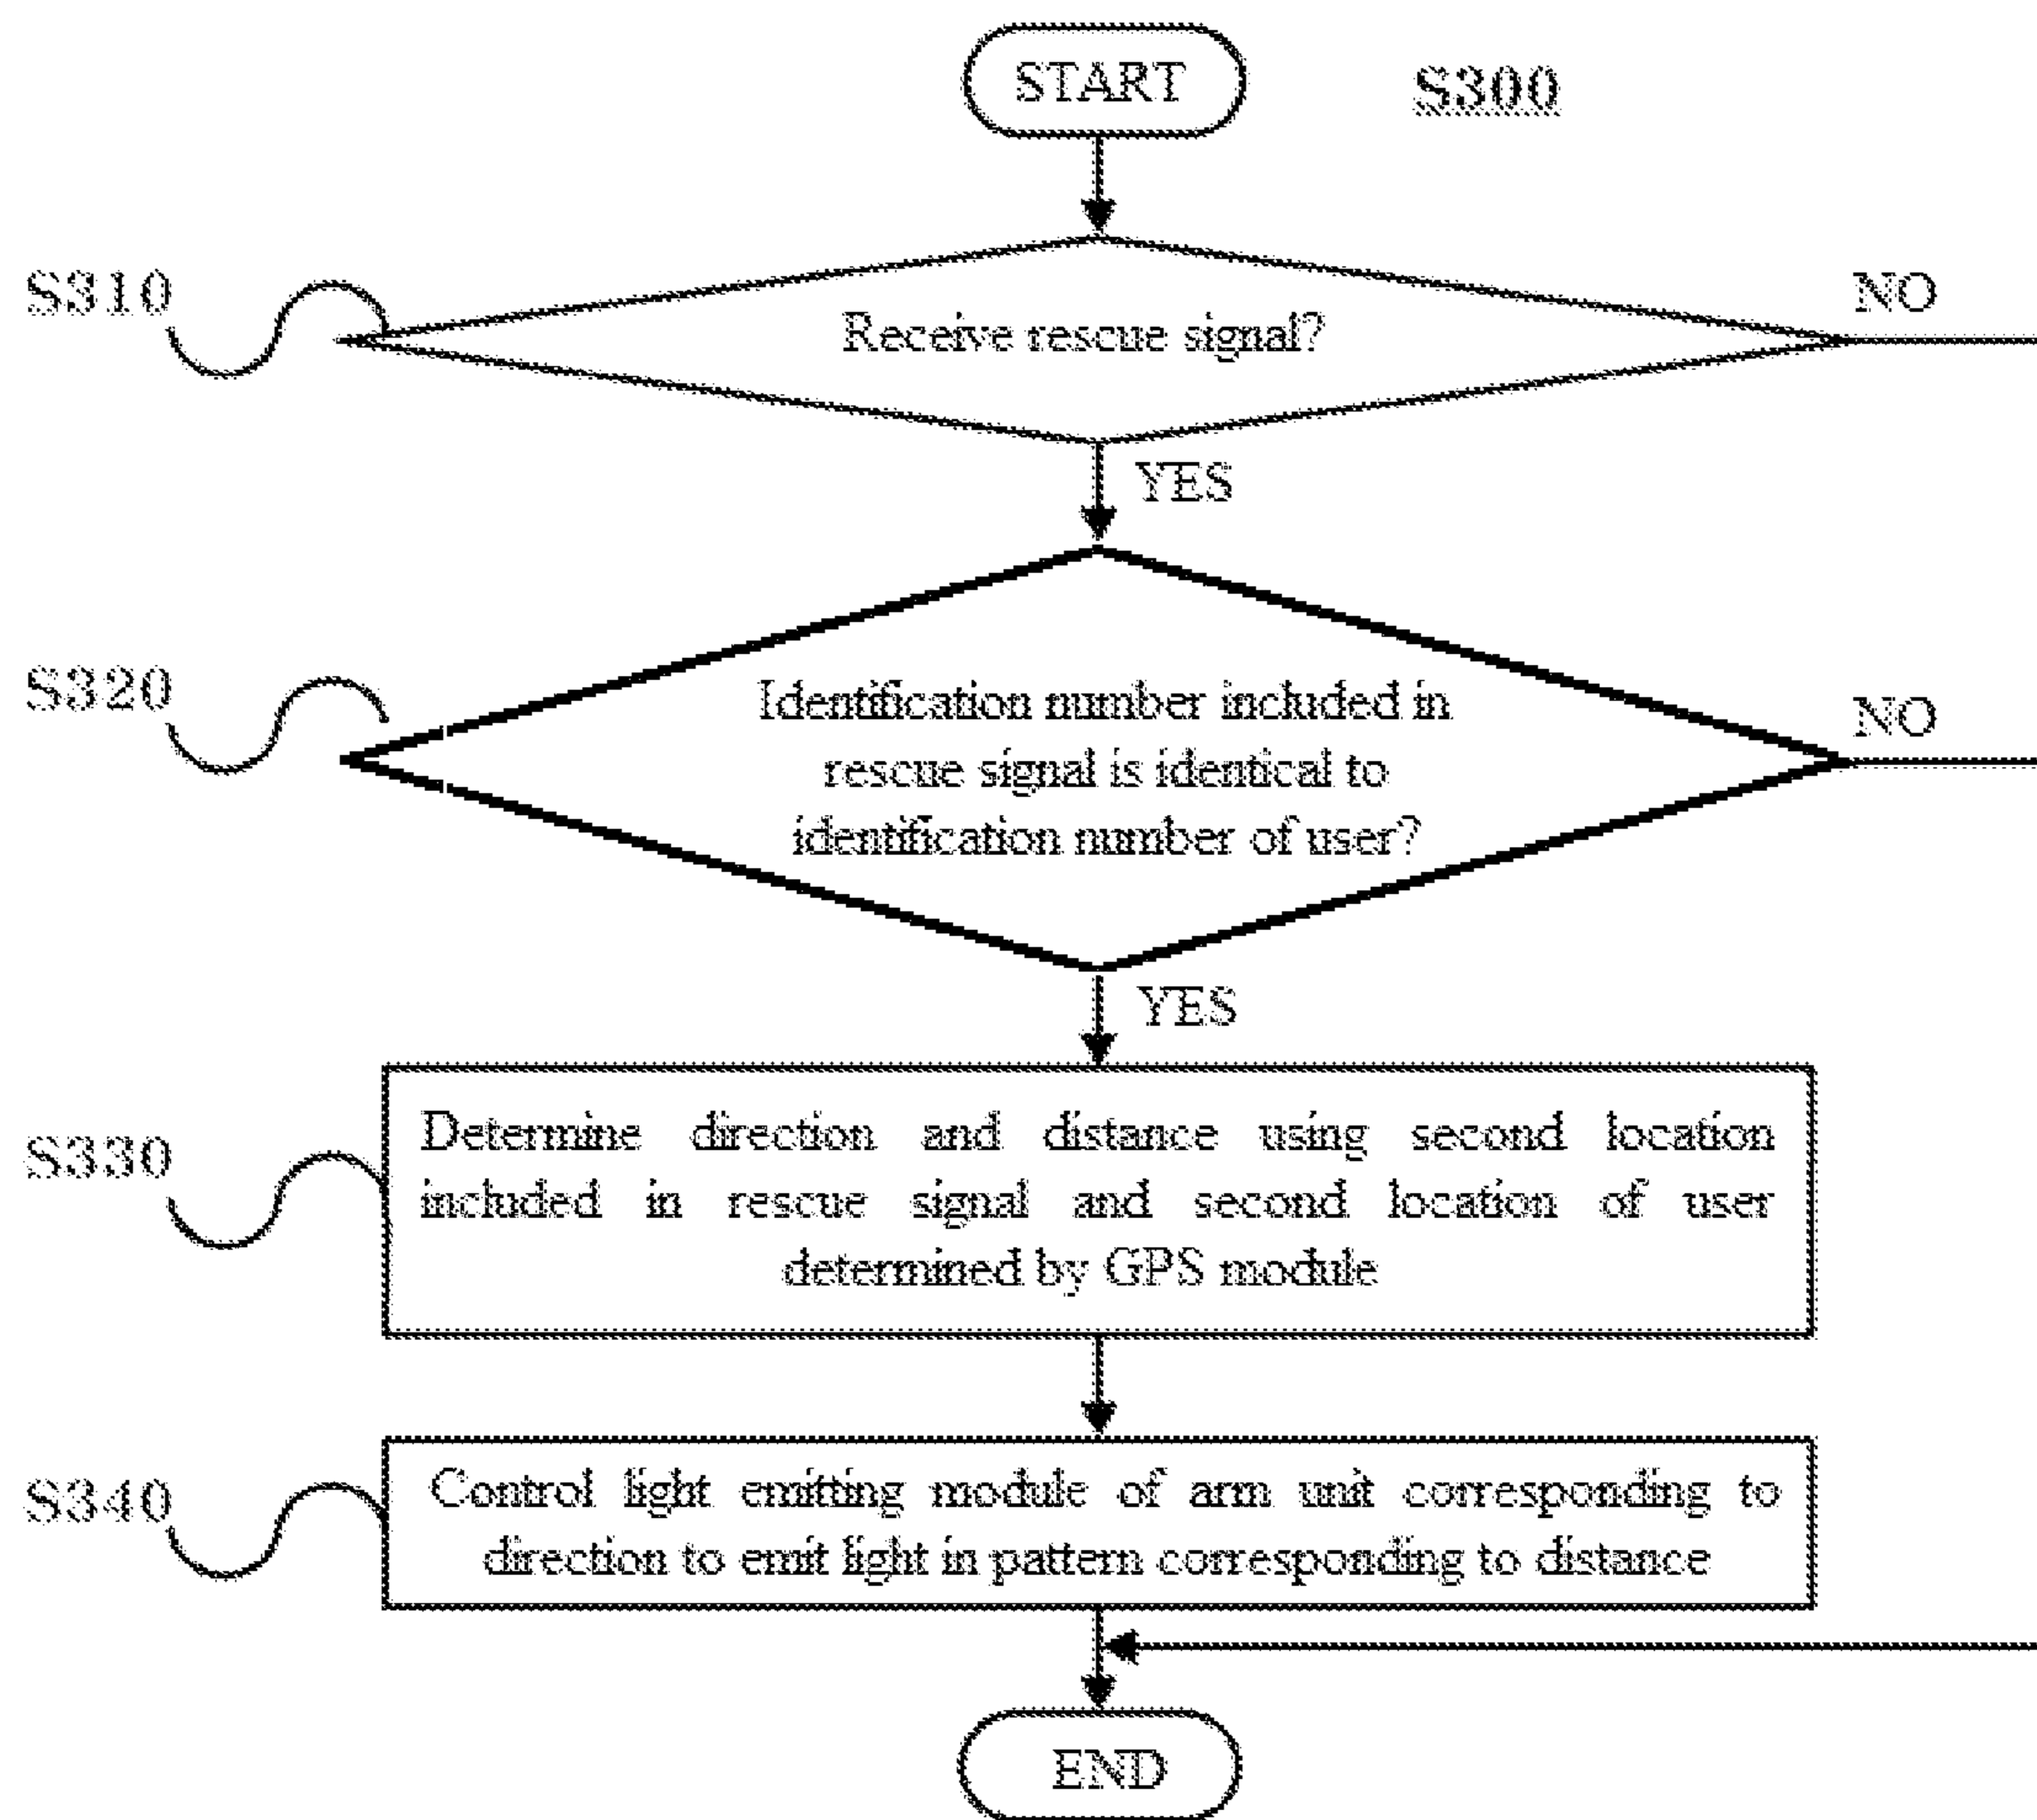 START
S300
S310
Receive rescue signal?
NO
YES
S320
Identification number included in
rescue signal is identical to
identification number of user?
NO
YES
S330
Determine direction and distance using second location
included in rescue signal and second location of user
determined by GPS module
S340
Control light emitting module of arm unit corresponding to
direction to emit light in pattern corresponding to distance
END